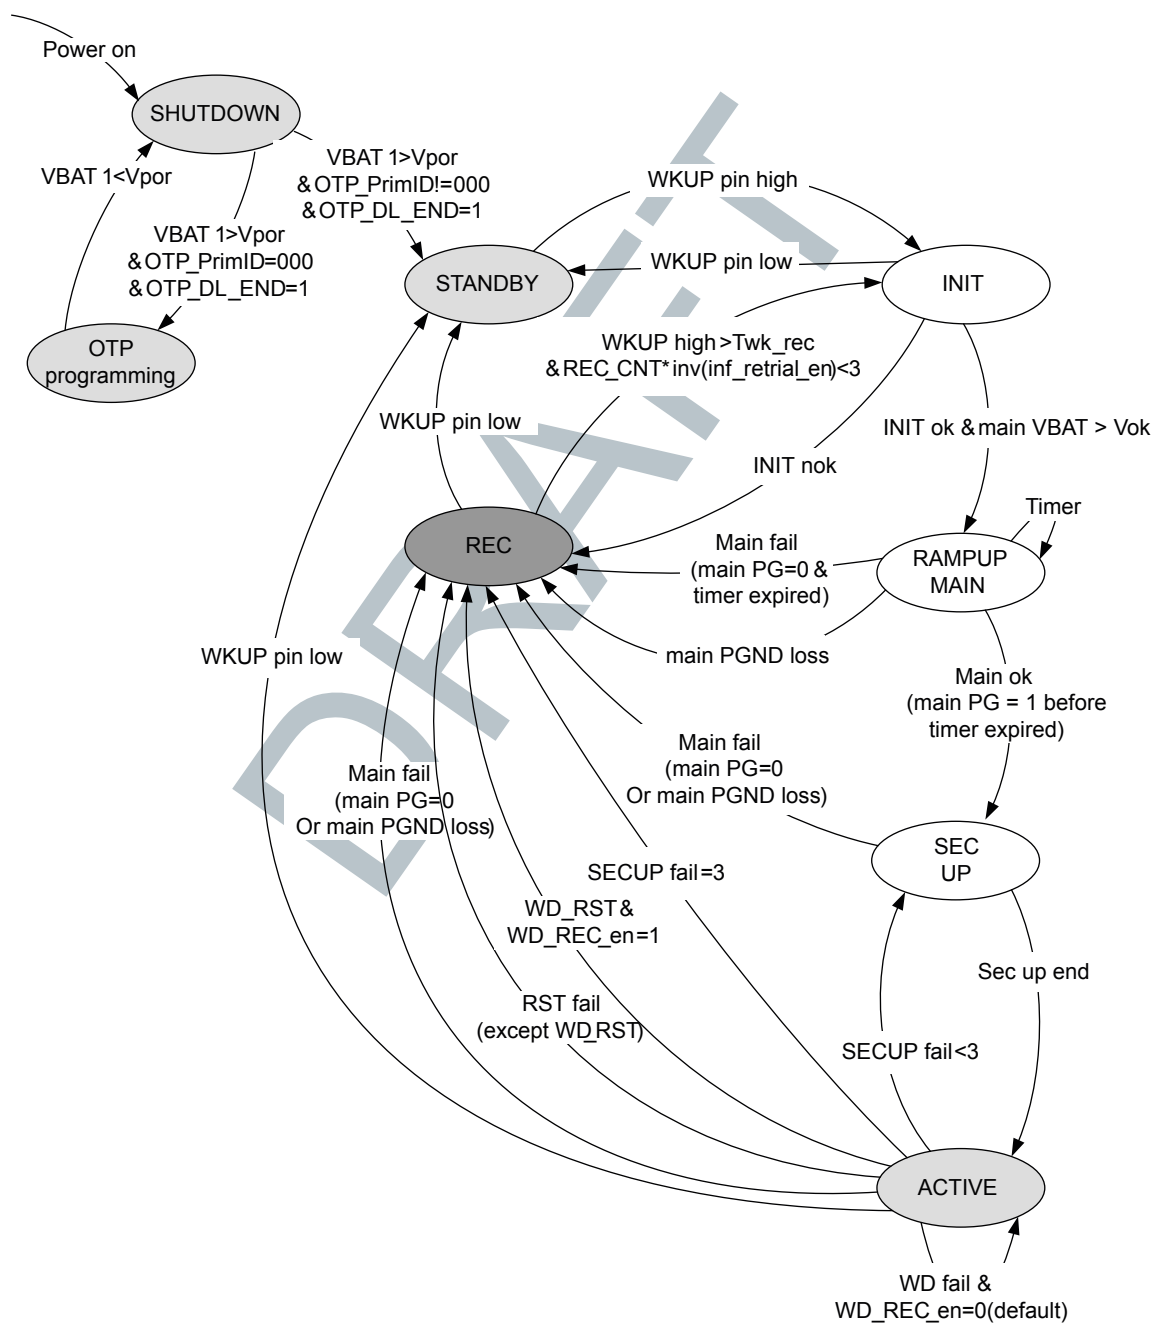 Power on
SHUTDOWN
VBAT 1<Vpor
VBAT 1>Vpor
& OTP_PrimID!=000
& OTP_DL_END=1
VBAT 1>Vpor
& OTP_PrimID=000
& OTP_DL_END=1
OTP
programming
WKUP pin high
STANDBY
WKUP pin low
INIT
WKUP high >Twk_rec
& REC_CNT* inv(inf_retrial_en)<3
WKUP pin low
INIT ok & main VBAT > Vok
INIT nok
Timer
REC
Main fail
(main PG=0 &
timer expired)
RAMPUP
MAIN
WKUP pin low
main PGND loss
Main ok
(main PG = 1 before
timer expired)
Main fail
(main PG=0
Or main PGND loss)
Main fail
(main PG=0
Or main PGND loss)
SEC
UP
SECUP fail=3
WD_RST &
WD_REC_en=1
Sec up end
RST fail
(except WD_RST)
SECUP fail<3
ACTIVE
WD fail &
WD_REC_en=0(default)
DRAFT